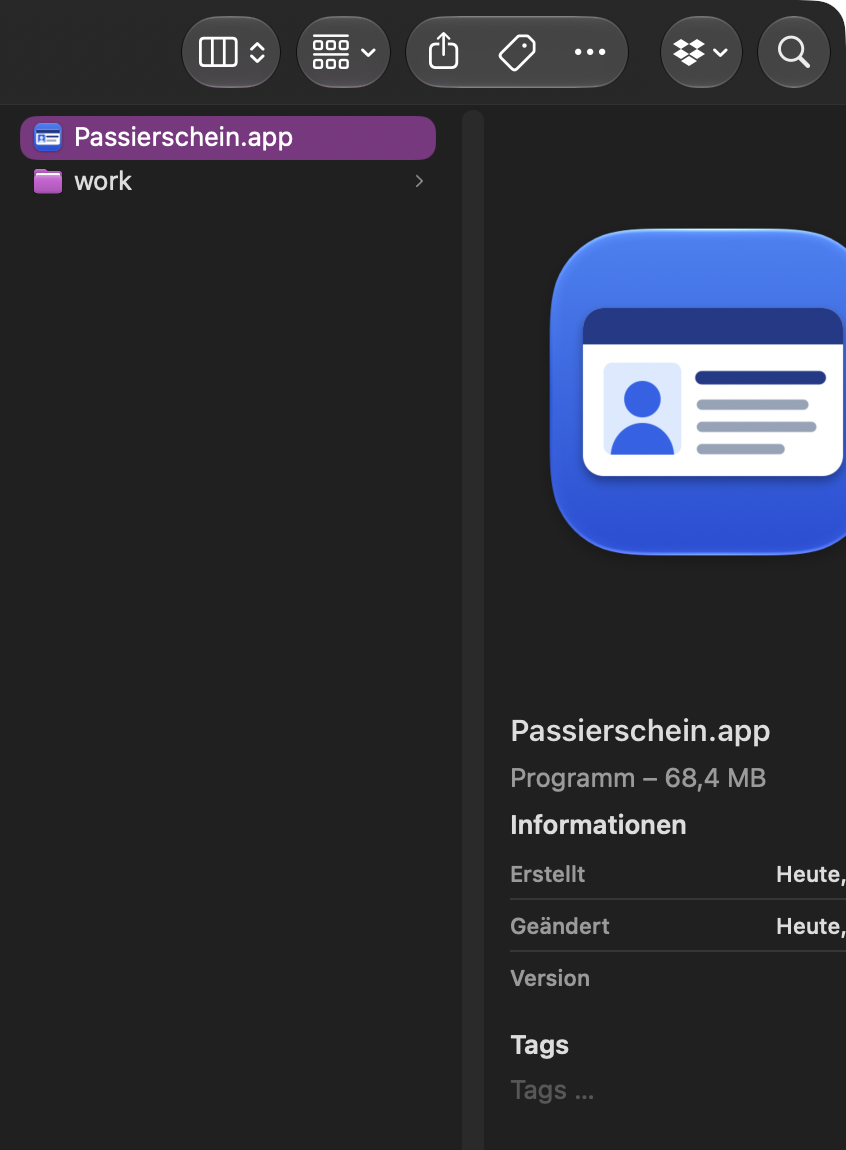 Passierschein.app
work
Passierschein.app
Programm – 68,4 MB
Informationen
Erstellt Heute,
Geändert Heute,
Version
Tags
Tags ...